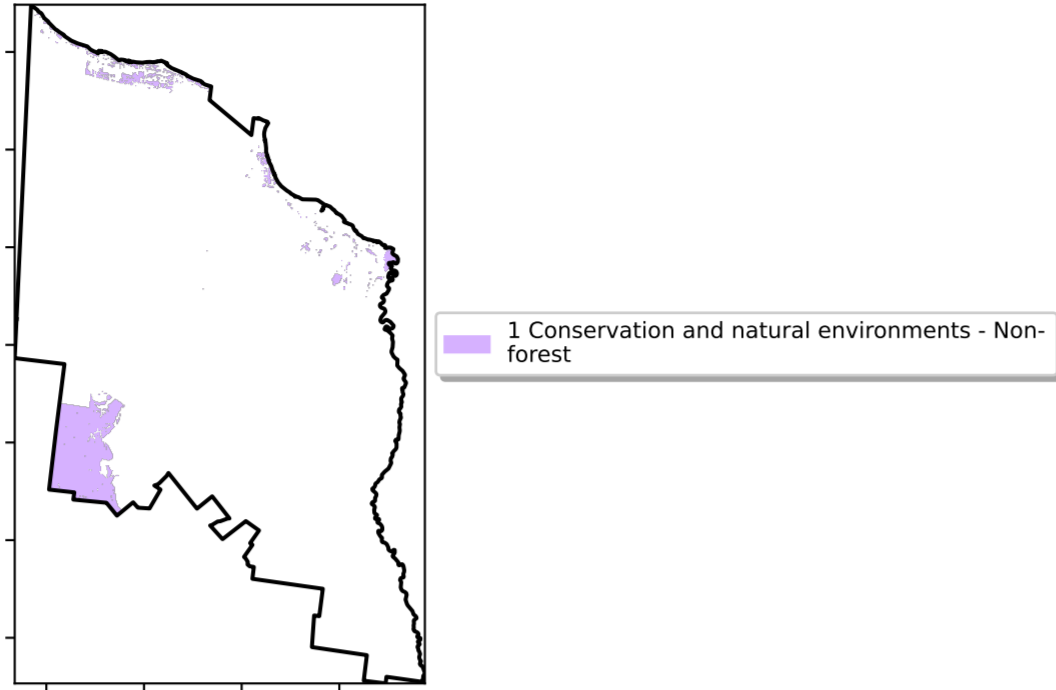 1 Conservation and natural environments - Non-
forest